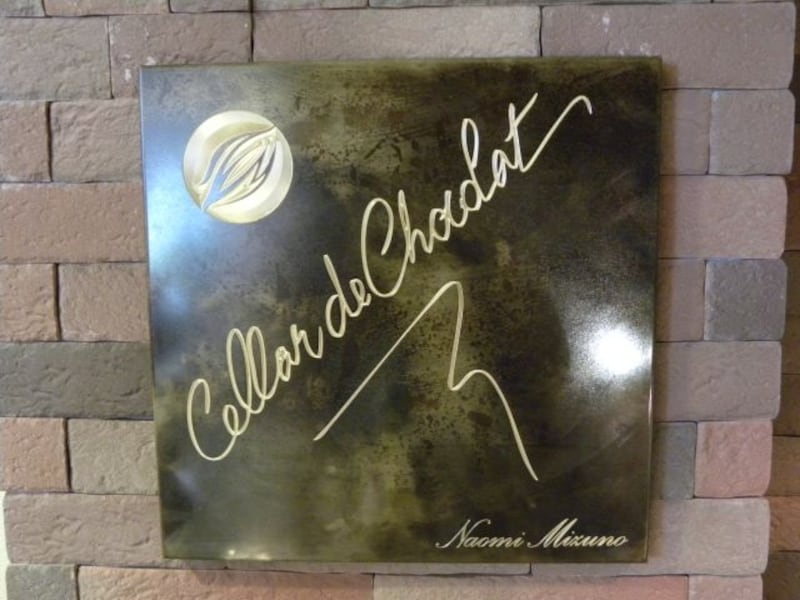 Cellar de Chocolat
Naomi Mizuno